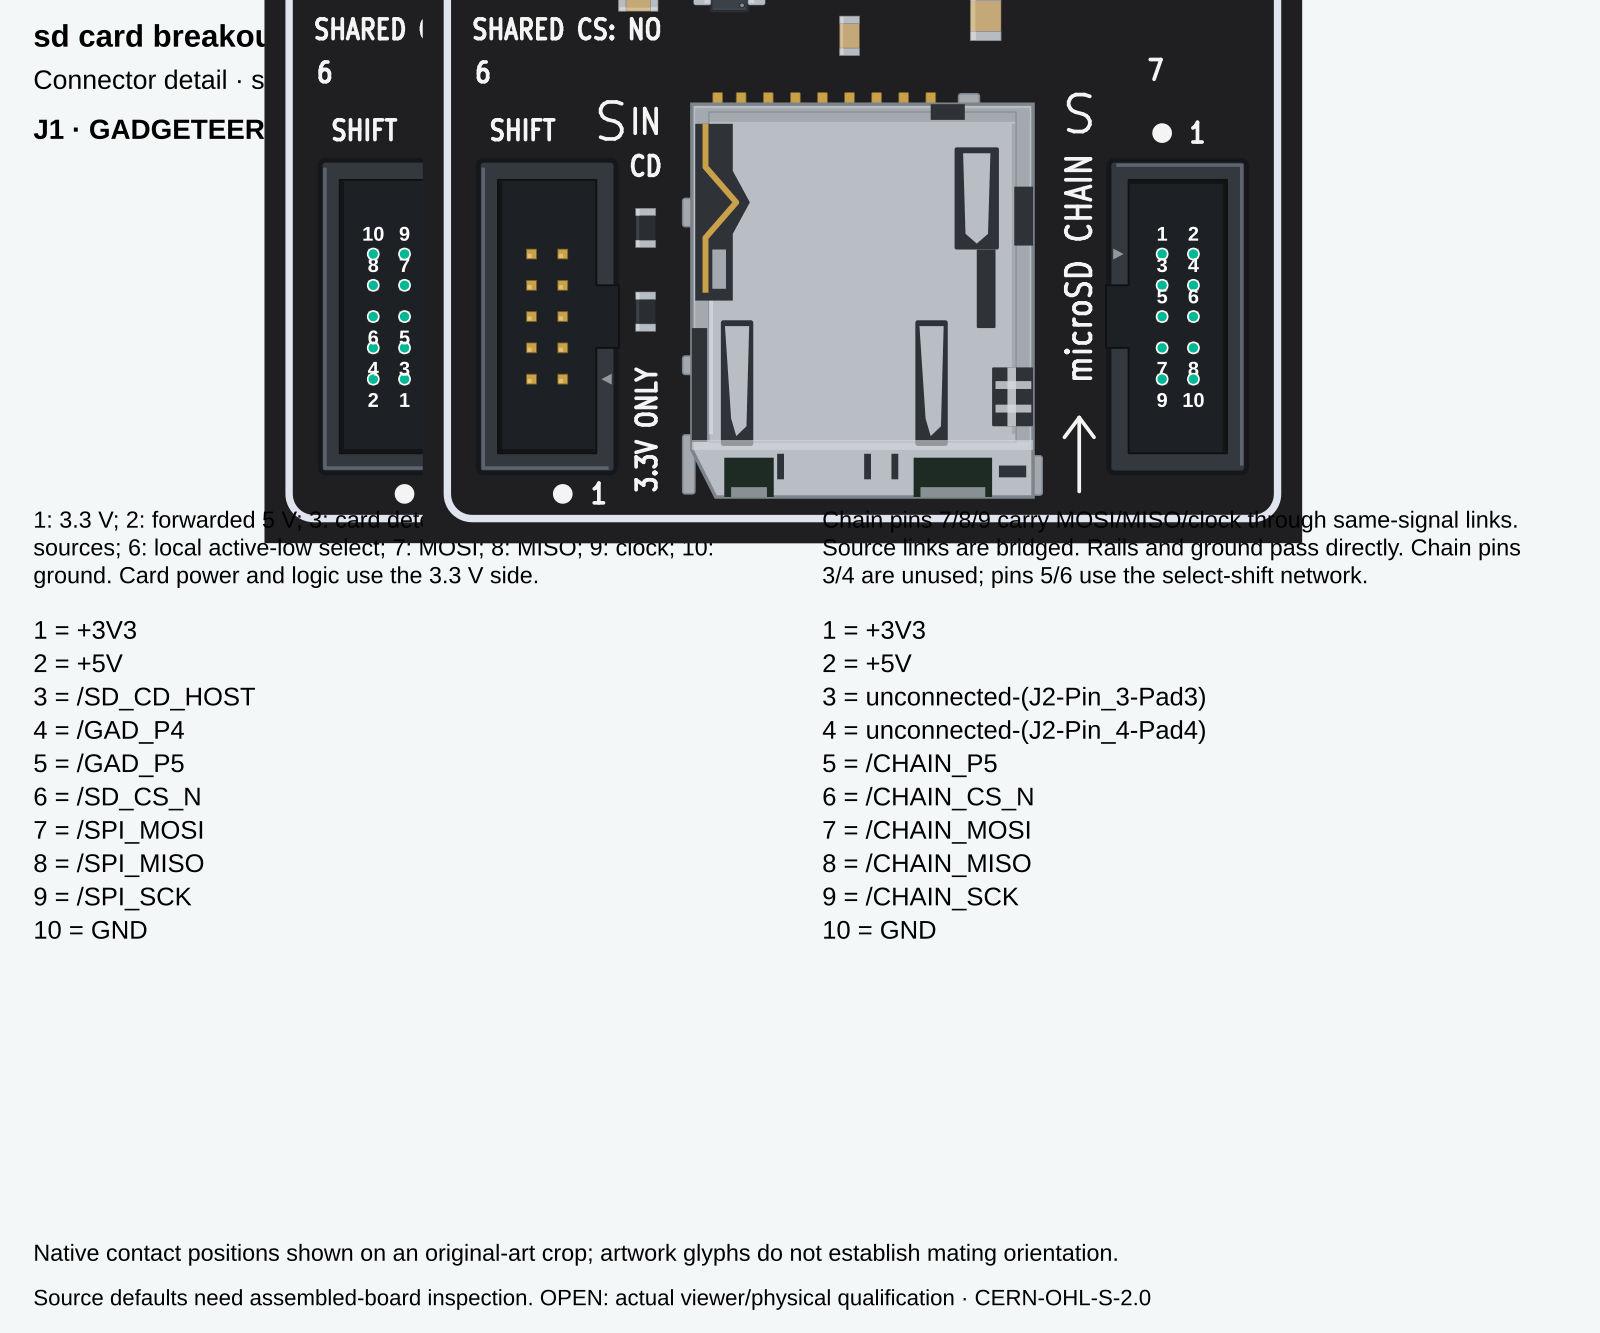 sd card
Connector detail ·
J1 · GADGETEER
SHARED
6
SHIFT
10 9
8 7
6 5
4 3
2 1
SHARED CS: NO
6
SHIFT
S IN
CD
3.3V ONLY
1
7
S
1
microSD CHAIN
1 2
3 4
5 6
7 8
9 10
1: 3.3 V; 2: forwarded 5 V; 3: card
sources; 6: local active-low select; 7: MOSI; 8: MISO; 9: clock; 10:
ground. Card power and logic use the 3.3 V side.
1 = +3V3
2 = +5V
3 = /SD_CD_HOST
4 = /GAD_P4
5 = /GAD_P5
6 = /SD_CS_N
7 = /SPI_MOSI
8 = /SPI_MISO
9 = /SPI_SCK
10 = GND
Chain pins 7/8/9 carry MOSI/MISO/clock through same-signal links.
Source links are bridged. Rails and ground pass directly. Chain pins
3/4 are unused; pins 5/6 use the select-shift network.
1 = +3V3
2 = +5V
3 = unconnected-(J2-Pin_3-Pad3)
4 = unconnected-(J2-Pin_4-Pad4)
5 = /CHAIN_P5
6 = /CHAIN_CS_N
7 = /CHAIN_MOSI
8 = /CHAIN_MISO
9 = /CHAIN_SCK
10 = GND
Native contact positions shown on an original-art crop; artwork glyphs do not establish mating orientation.
Source defaults need assembled-board inspection. OPEN: actual viewer/physical qualification · CERN-OHL-S-2.0